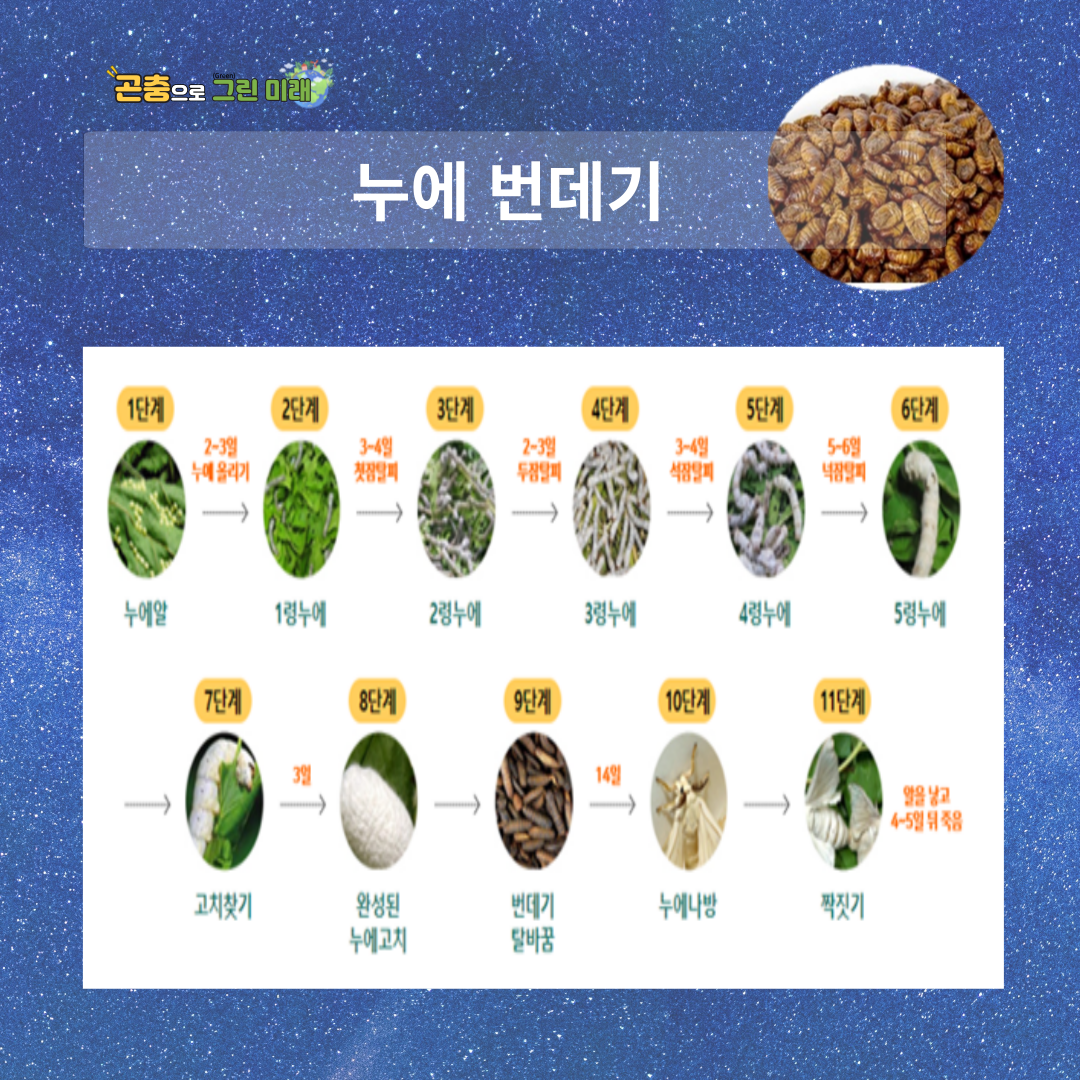 (Green)
곤충으로 그린 미래
누에 번데기
1단계
2단계
3단계
4단계
5단계
6단계
2~3일
누에 올리기
3~4일
첫잠탈피
2~3일
두잠탈피
3~4일
석잠탈피
5~6일
넉잠탈피
누에알
1령누에
2령누에
3령누에
4령누에
5령누에
7단계
8단계
9단계
10단계
11단계
3일
14일
알을 낳고
4~5일 뒤 죽음
고치찾기
완성된
누에고치
번데기
탈바꿈
누에나방
짝짓기